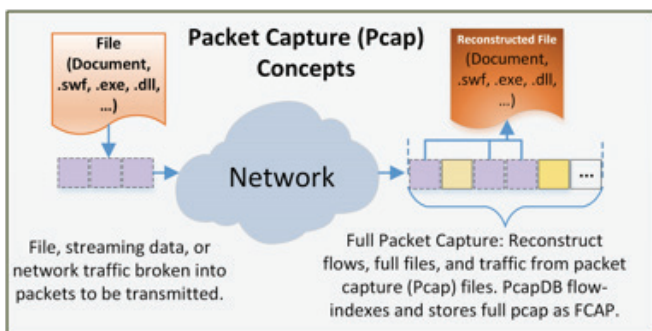 Packet Capture (Pcap)
Concepts
File
(Document,
.swf, .exe, .dll,
...)
Reconstructed File
(Document,
.swf, .exe, .dll,
...)
Network
...
File, streaming data, or
network traffic broken into
packets to be transmitted.
Full Packet Capture: Reconstruct
flows, full files, and traffic from packet
capture (Pcap) files. PcapDB flow-
indexes and stores full pcap as FCAP.